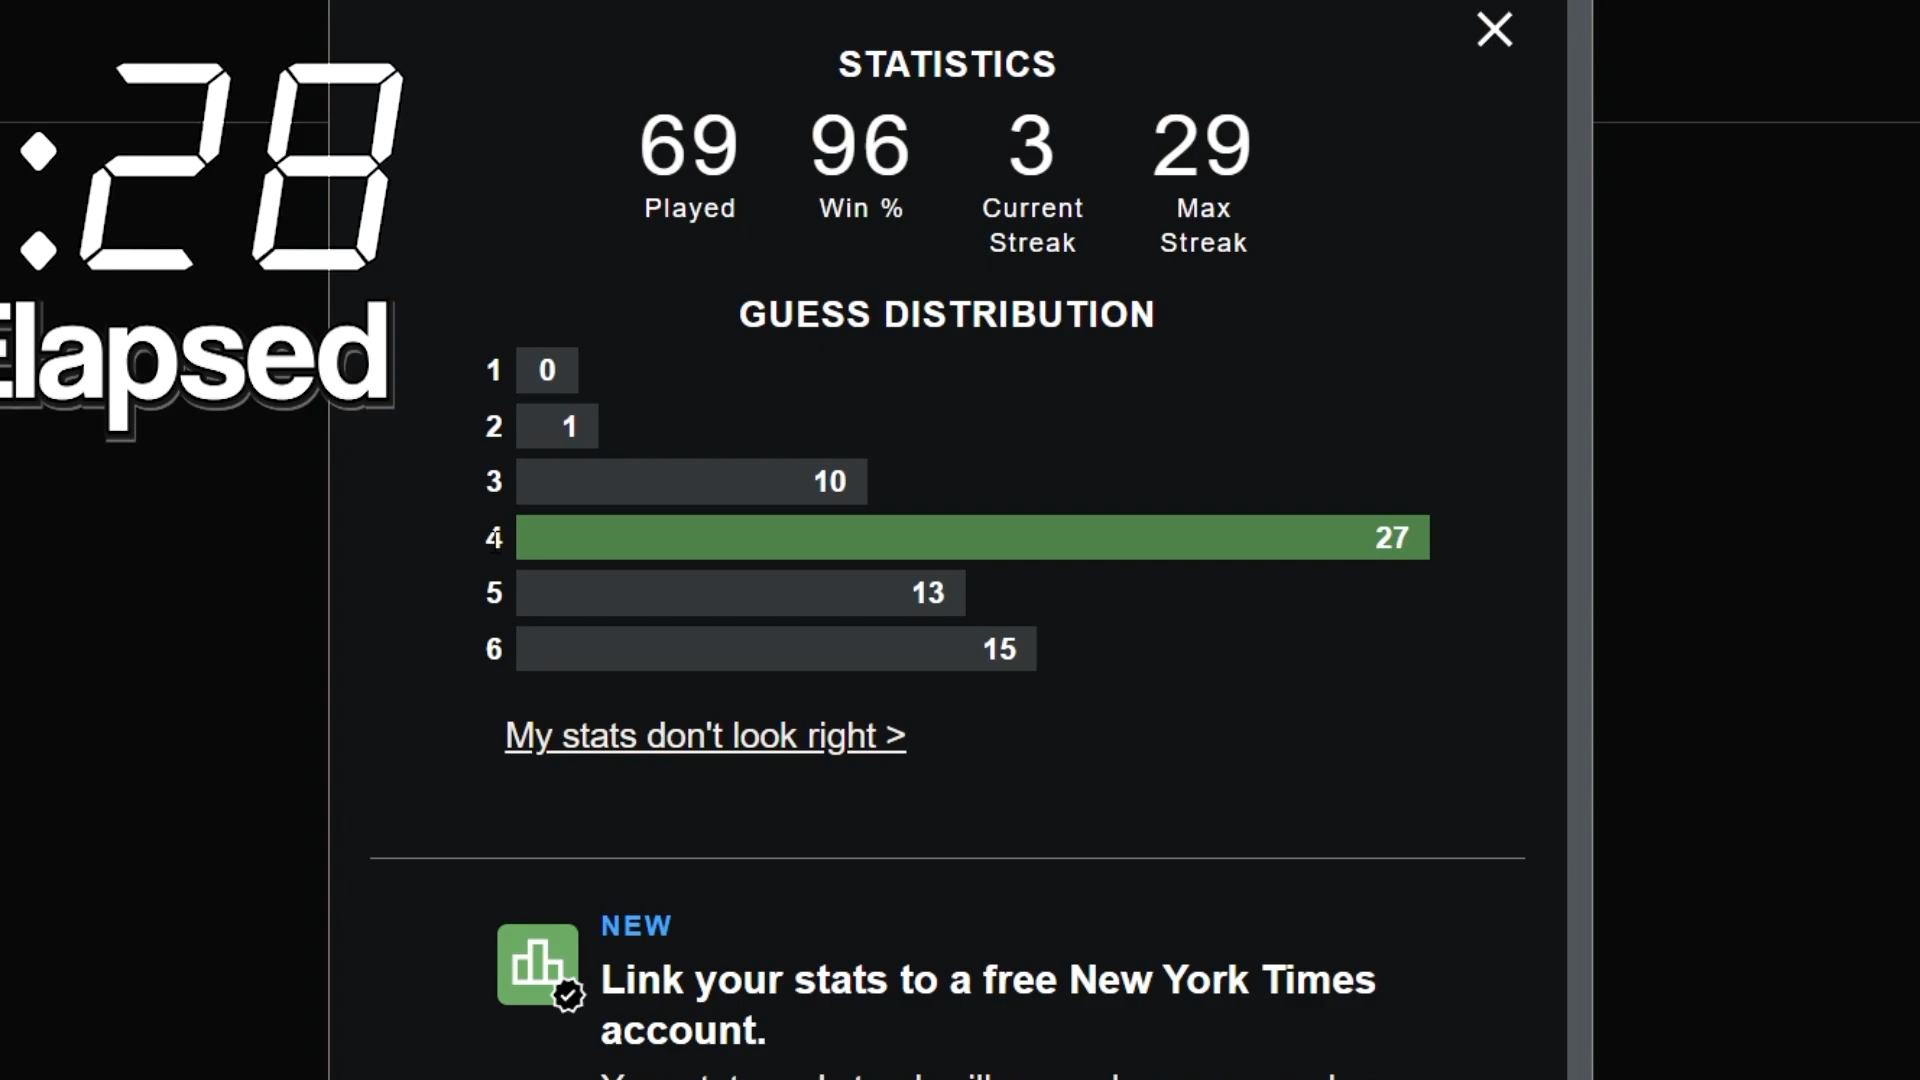 :28
Elapsed
STATISTICS
69 96 3 29
Played Win % Current Streak Max Streak
GUESS DISTRIBUTION
1 0
2 1
3 10
4 27
5 13
6 15
My stats don't look right >
NEW
Link your stats to a free New York Times
account.